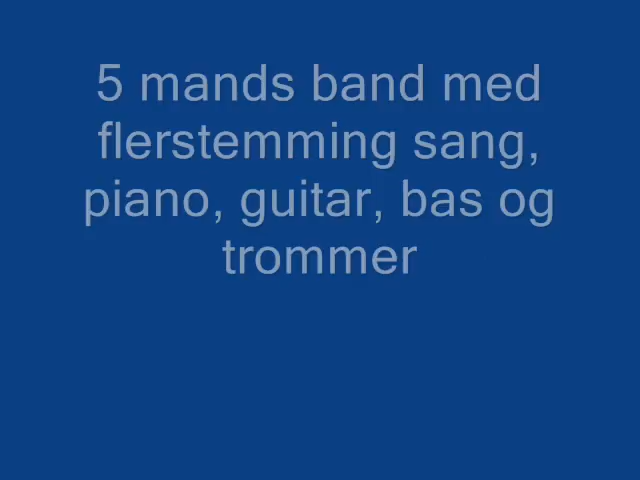 5 mands band med
flerstemming sang,
piano, guitar, bas og
trommer